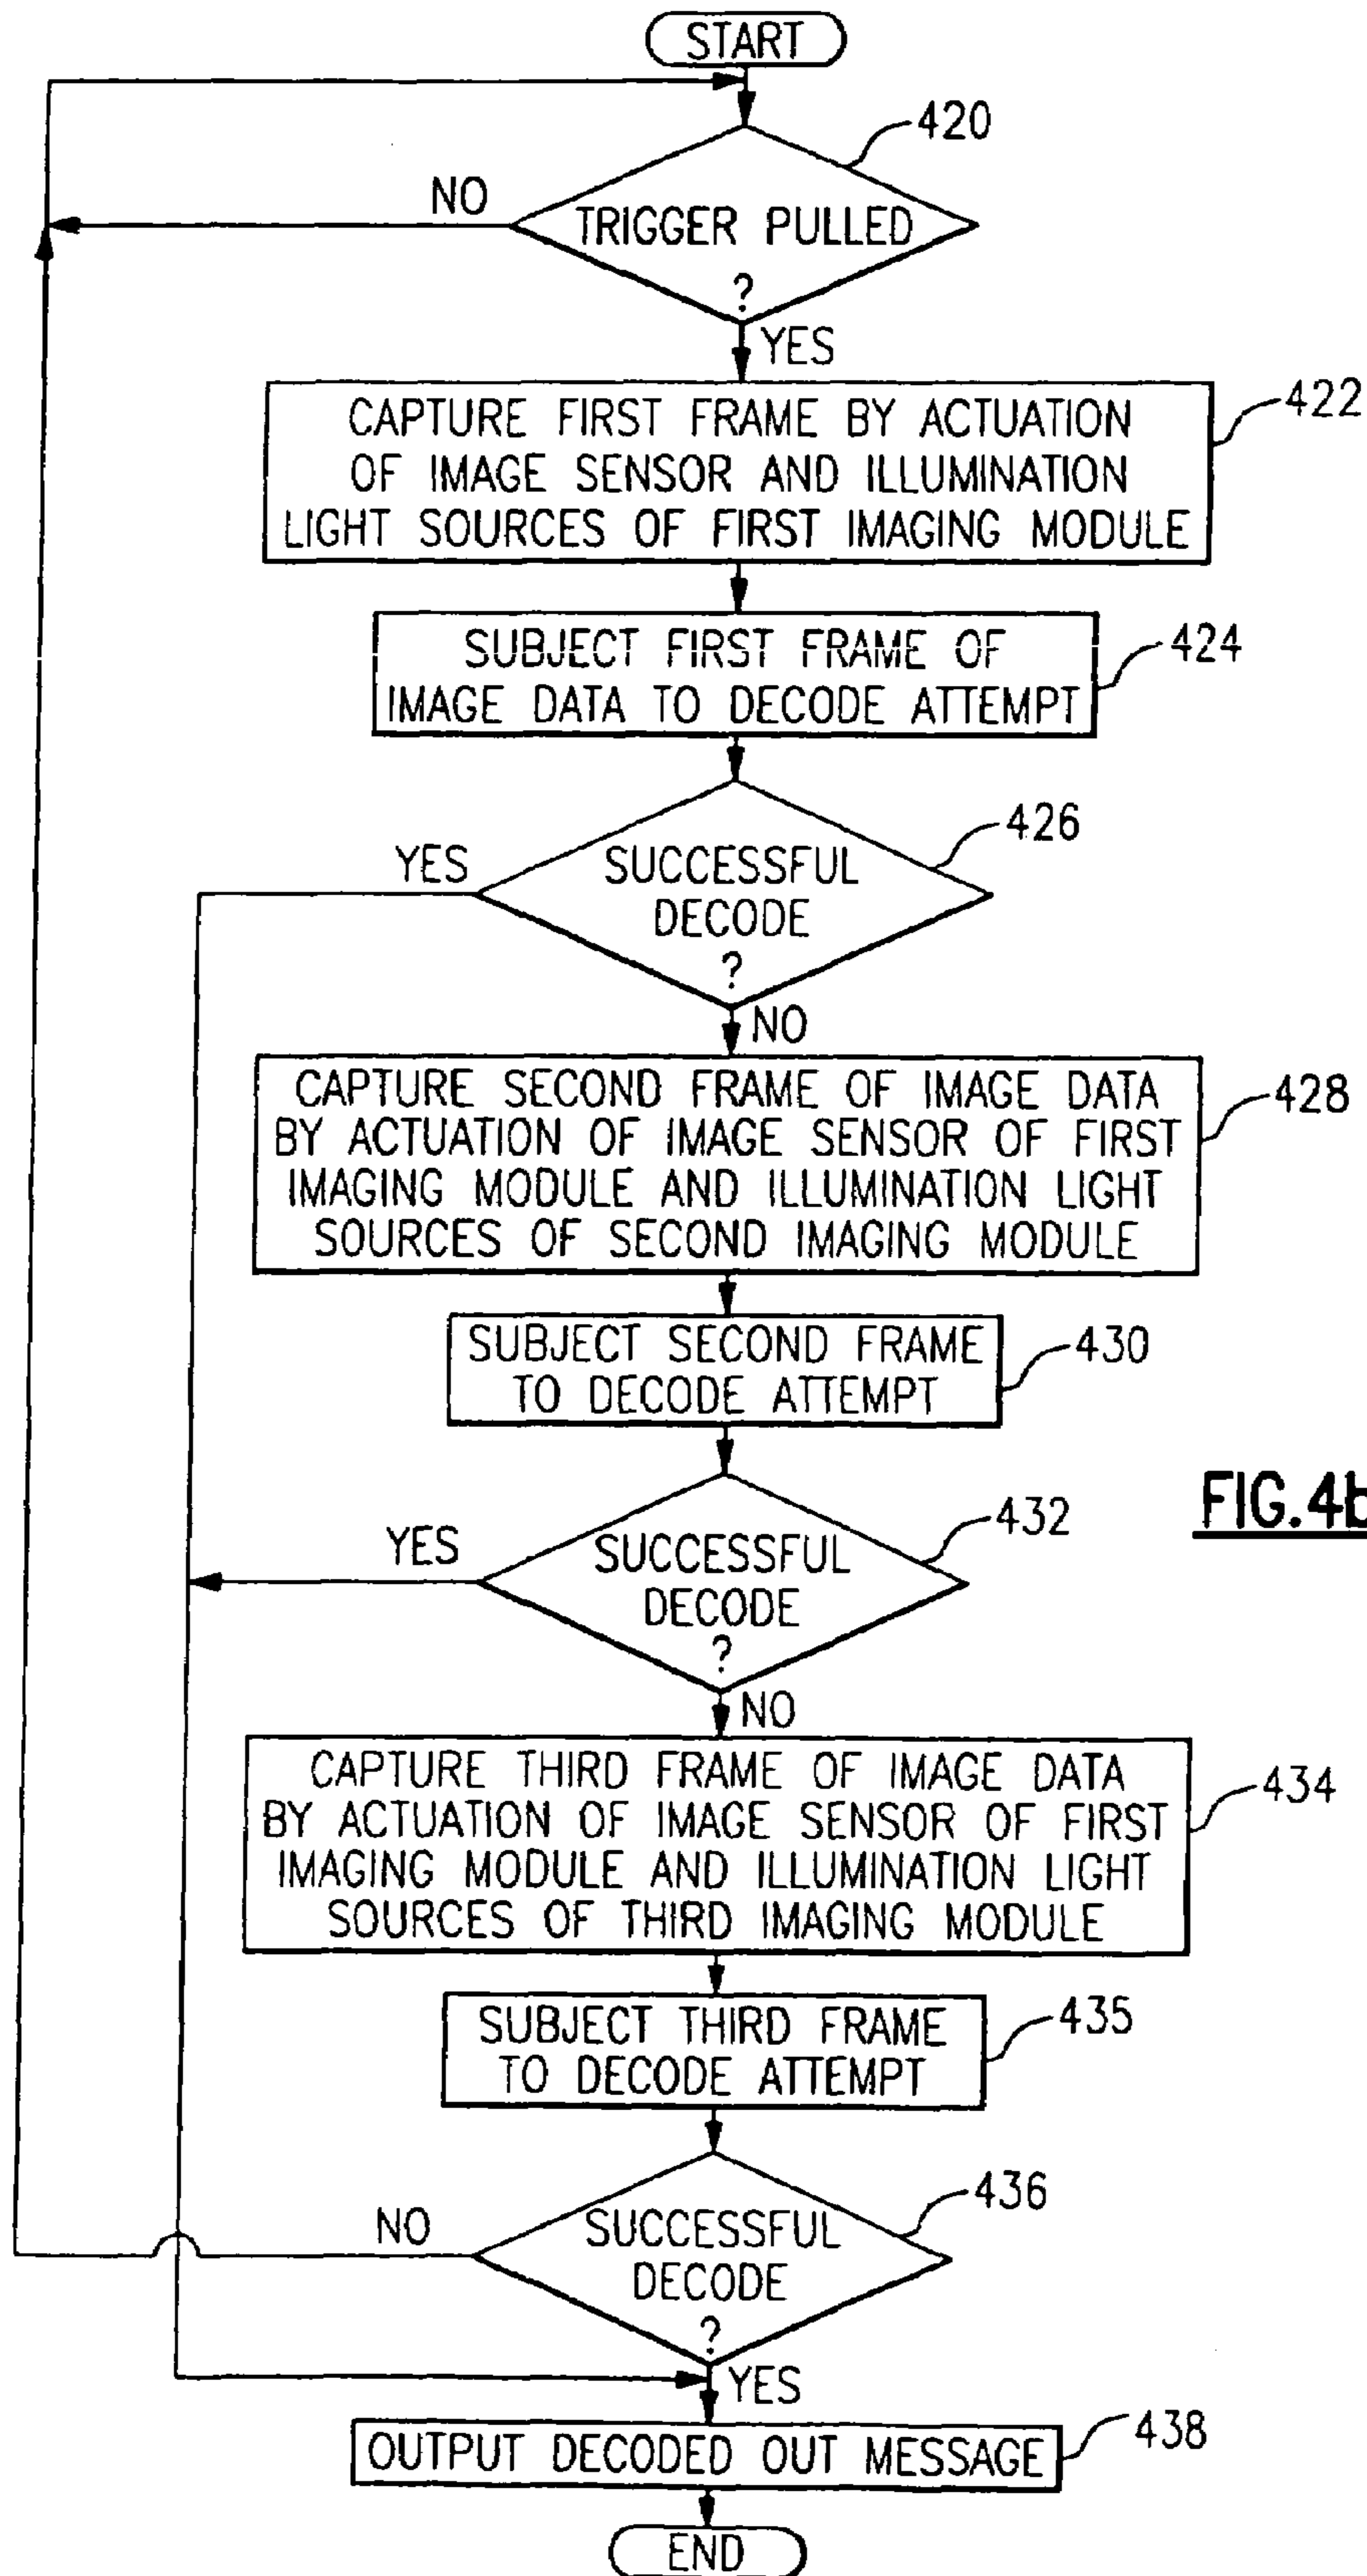 START
420
NO
TRIGGER PULLED
?
YES
422
CAPTURE FIRST FRAME BY ACTUATION
OF IMAGE SENSOR AND ILLUMINATION
LIGHT SOURCES OF FIRST IMAGING MODULE
424
SUBJECT FIRST FRAME OF
IMAGE DATA TO DECODE ATTEMPT
426
YES
SUCCESSFUL
DECODE
?
NO
428
CAPTURE SECOND FRAME OF IMAGE DATA
BY ACTUATION OF IMAGE SENSOR OF FIRST
IMAGING MODULE AND ILLUMINATION LIGHT
SOURCES OF SECOND IMAGING MODULE
430
SUBJECT SECOND FRAME
TO DECODE ATTEMPT
FIG.4b
432
YES
SUCCESSFUL
DECODE
?
NO
434
CAPTURE THIRD FRAME OF IMAGE DATA
BY ACTUATION OF IMAGE SENSOR OF FIRST
IMAGING MODULE AND ILLUMINATION LIGHT
SOURCES OF THIRD IMAGING MODULE
435
SUBJECT THIRD FRAME
TO DECODE ATTEMPT
436
NO
SUCCESSFUL
DECODE
?
YES
438
OUTPUT DECODED OUT MESSAGE
END